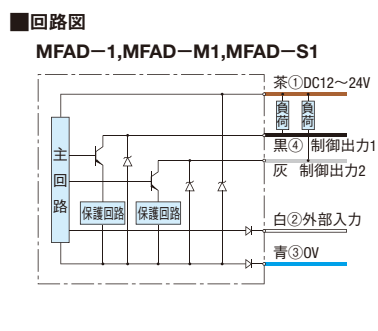 ■回路図
MFAD−1,MFAD−M1,MFAD−S1
茶①DC12～24V
負荷
負荷
黒④ 制御出力1
灰 制御出力2
主回路
保護回路
保護回路
白②外部入力
青③0V